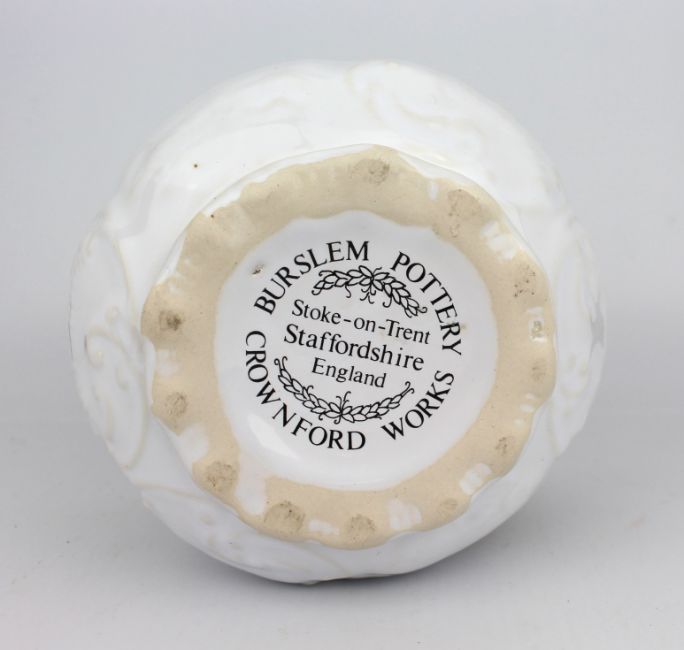 BURSLEM POTTERY
Stoke-on-Trent
Staffordshire
England
CROWNFORD WORKS